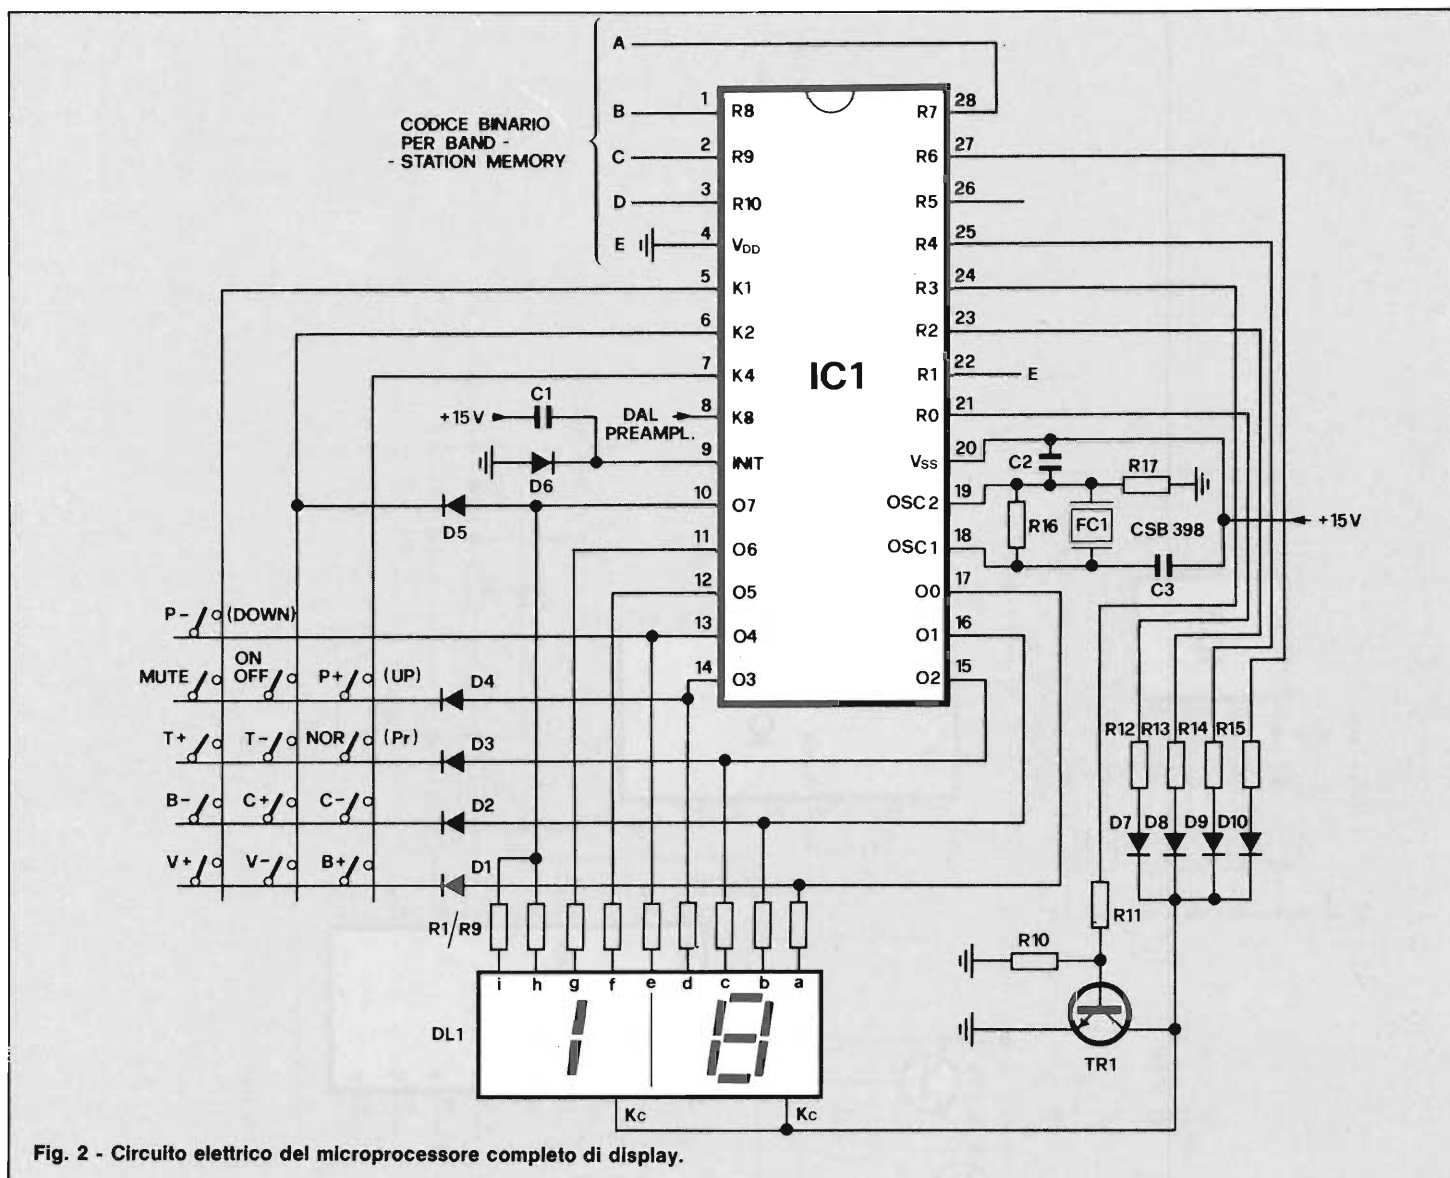 A
B
C
D
E
CODICE BINARIO
PER BAND -
- STATION MEMORY
1 R8
2 R9
3 R10
4 VDD
5 K1
6 K2
7 K4
8 K8
9 INIT
10 O7
11 O6
12 O5
13 O4
14 O3
R7 28
R6 27
R5 26
R4 25
R3 24
R2 23
R1 22 E
R0 21
VSS 20
OSC2 19
OSC1 18
O0 17
O1 16
O2 15
IC1
C1
+15V
DAL
PREAMPL.
D6
D5
C2
R17
R16
FC1
CSB 398
C3
+15V
P- (DOWN)
MUTE
ON
OFF
P+ (UP)
D4
T+ T- NOR (Pr) D3
B- C+ C- D2
V+ V- B+ D1
R1/R9
R12 R13 R14 R15
D7 D8 D9 D10
R11
R10
TR1
i h g f e d c b a
DL1
1 8
Kc Kc
Fig. 2 - Circuito elettrico del microprocessore completo di display.